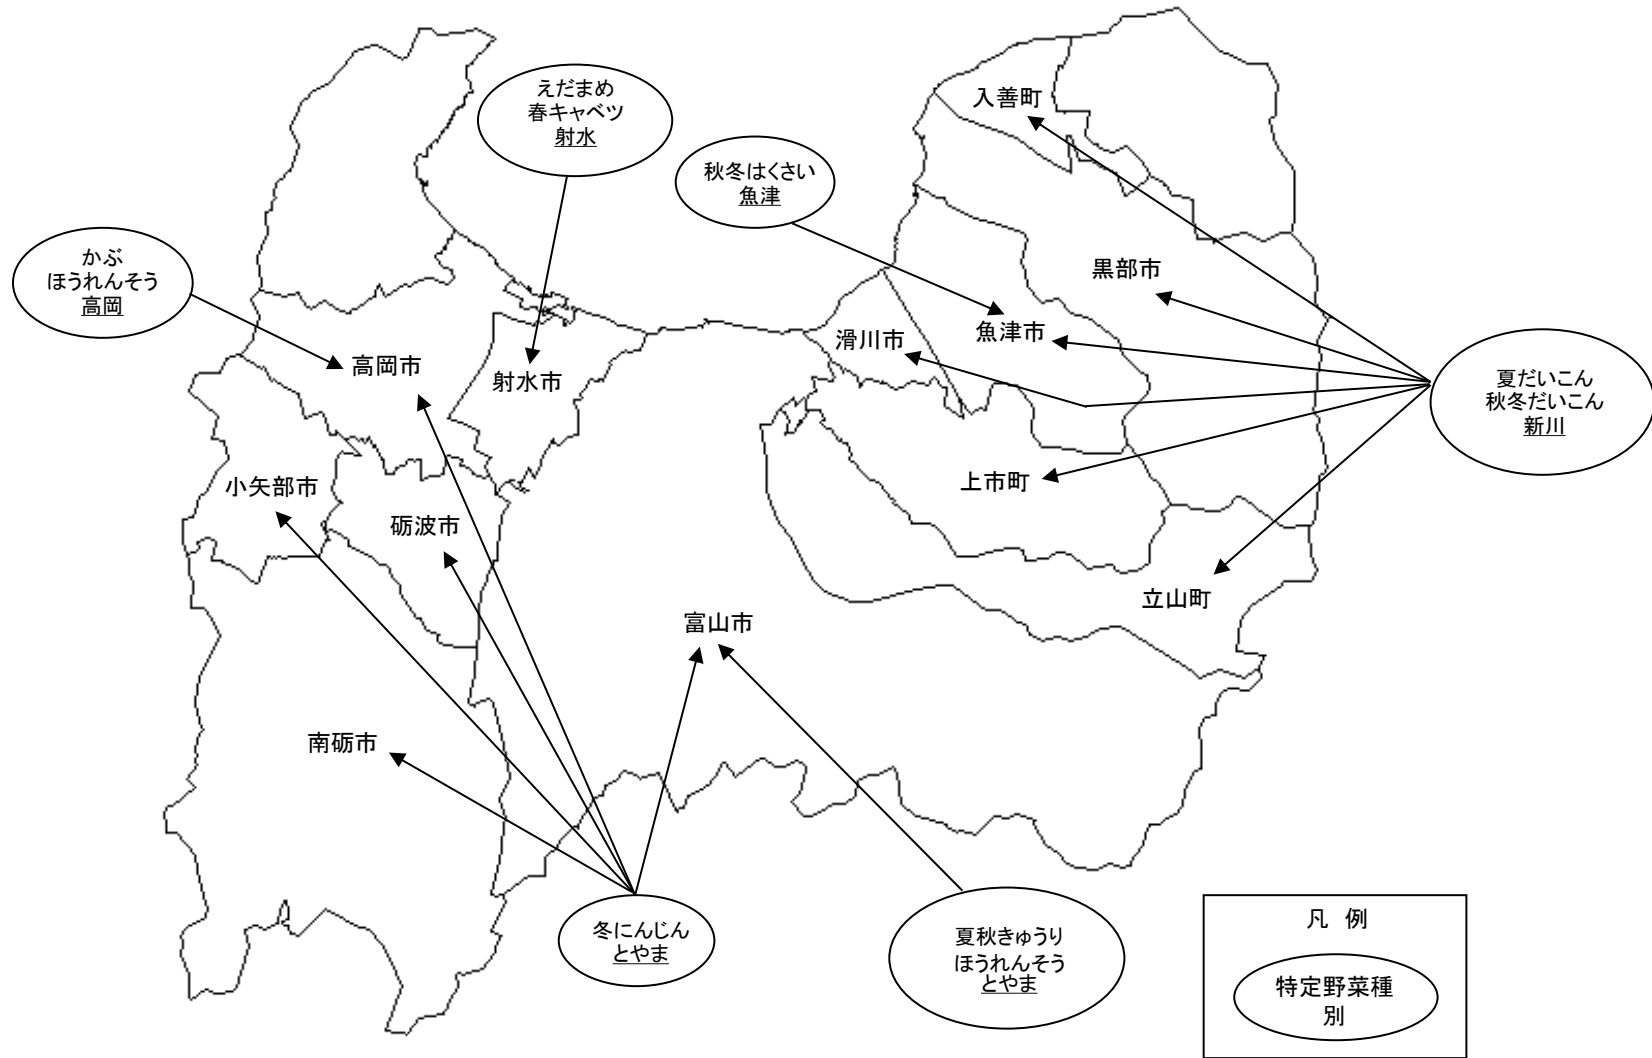 えだまめ
春キャベツ
射水
入善町
秋冬はくさい
魚津
かぶ
ほうれんそう
高岡
黒部市
魚津市
滑川市
高岡市
射水市
夏だいこん
秋冬だいこん
新川
小矢部市
砺波市
上市町
立山町
富山市
南砺市
冬にんじん
とやま
夏秋きゅうり
ほうれんそう
とやま
凡 例
特定野菜種
別